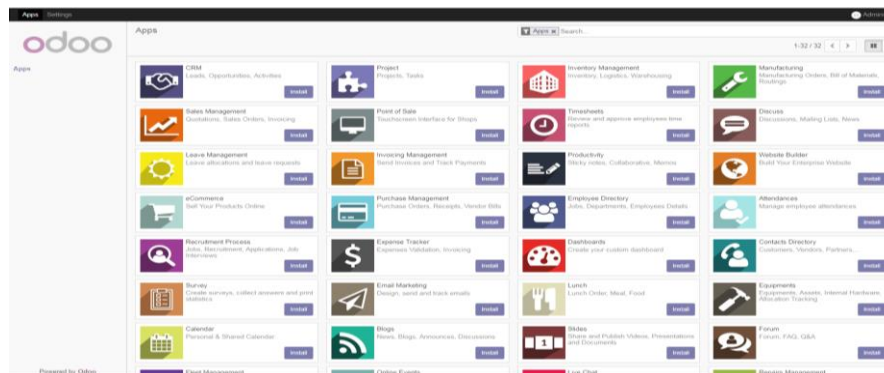 Apps Settings
Admin
odoo
Apps
Apps
Search...
1-32 / 32
Apps
CRM
Leads, Opportunities, Activities
Install
Project
Projects, Tasks
Install
Inventory Management
Inventory, Logistics, Warehousing
Install
Manufacturing
Manufacturing Orders, Bill of Materials,
Routings
Install
Sales Management
Quotations, Sales Orders, Invoicing
Install
Point of Sale
Touchscreen Interface for Shops
Install
Timesheets
Review and approve employees time
reports
Install
Discuss
Discussions, Mailing Lists, News
Install
Leave Management
Leave allocations and leave requests
Install
Invoicing Management
Send Invoices and Track Payments
Install
Productivity
Sticky notes, Collaborative, Memos
Install
Website Builder
Build Your Enterprise Website
Install
eCommerce
Sell Your Products Online
Install
Purchase Management
Purchase Orders, Receipts, Vendor Bills
Install
Employee Directory
Jobs, Departments, Employees Details
Install
Attendances
Manage employee attendances
Install
Recruitment Process
Jobs, Recruitment, Applications, Job
Interviews
Install
Expense Tracker
Expenses Validation, Invoicing
Install
Dashboards
Create your custom dashboard
Install
Contacts Directory
Customers, Vendors, Partners...
Install
Survey
Create surveys, collect answers and print
statistics
Install
Email Marketing
Design, send and track emails
Install
Lunch
Lunch Order, Meal, Food
Install
Equipments
Equipments, Assets, Internal Hardware,
Allocation Tracking
Install
Calendar
Personal & Shared Calendar
Install
Blogs
News, Blogs, Announces, Discussions
Install
1
Slides
Share and Publish Videos, Presentations
and Documents
Install
Forum
Forum, FAQ, Q&A
Install
Powered by Odoo
Fleet Management
Online Events
Live Chat
Repairs Management